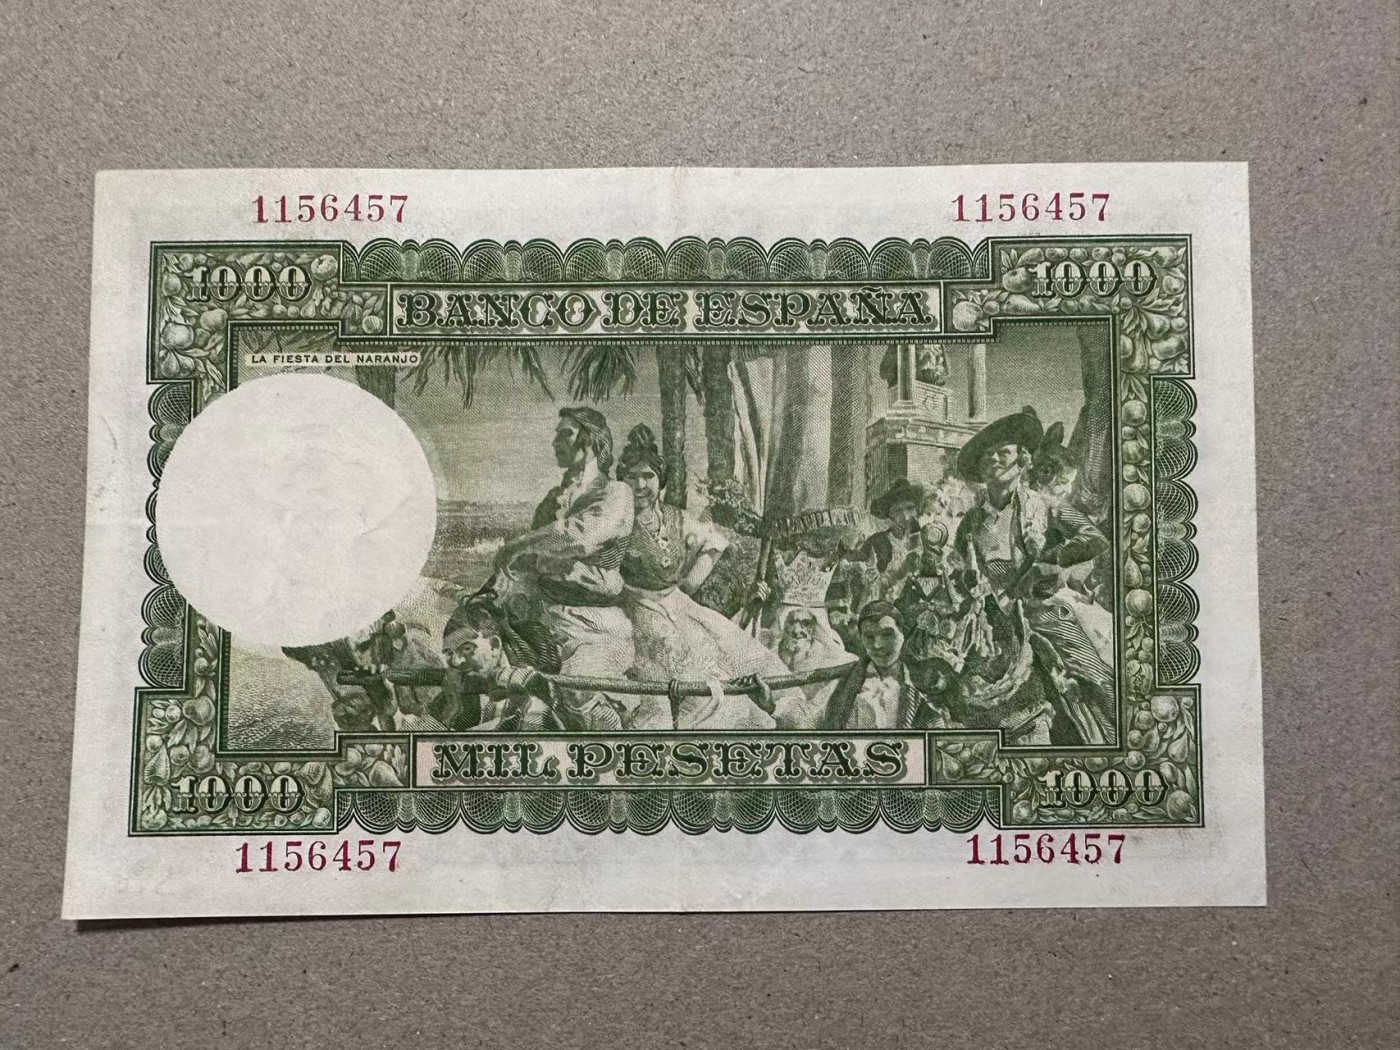 1156457 1156457
1000 1000
BANCO DE ESPAÑA
LA FIESTA DEL NARANJO
MIL PESETAS
1000 1000
1156457 1156457